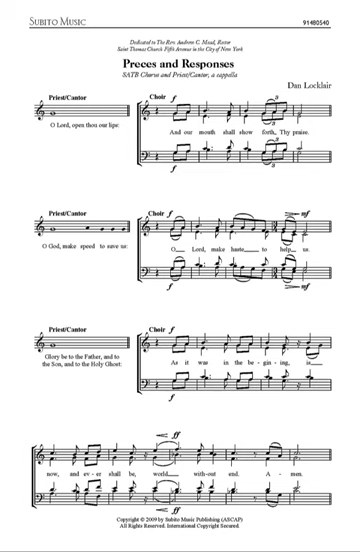 SUBITO MUSIC 91480540
Dedicated to The Rev. Andrew C. Mead, Rector
Saint Thomas Church Fifth Avenue in the City of New York
Preces and Responses
SATB Chorus and Priest/Cantor, a cappella
Dan Locklair
Priest/Cantor Choir f
O Lord, open thou our lips: And our mouth shall show forth, Thy praise.
f
Priest/Cantor Choir f mf
O God, make speed to save us: O Lord, make haste to help us.
f mf
Priest/Cantor Choir f
Glory be to the Father, and to As it was in the be-gin-ing, is
the Son, and to the Holy Ghost:
f
ff
now, and ev-er shall be, world with-out end. A-men.
ff
Copyright © 2009 by Subito Music Publishing (ASCAP)
All Rights Reserved. International Copyright Secured.